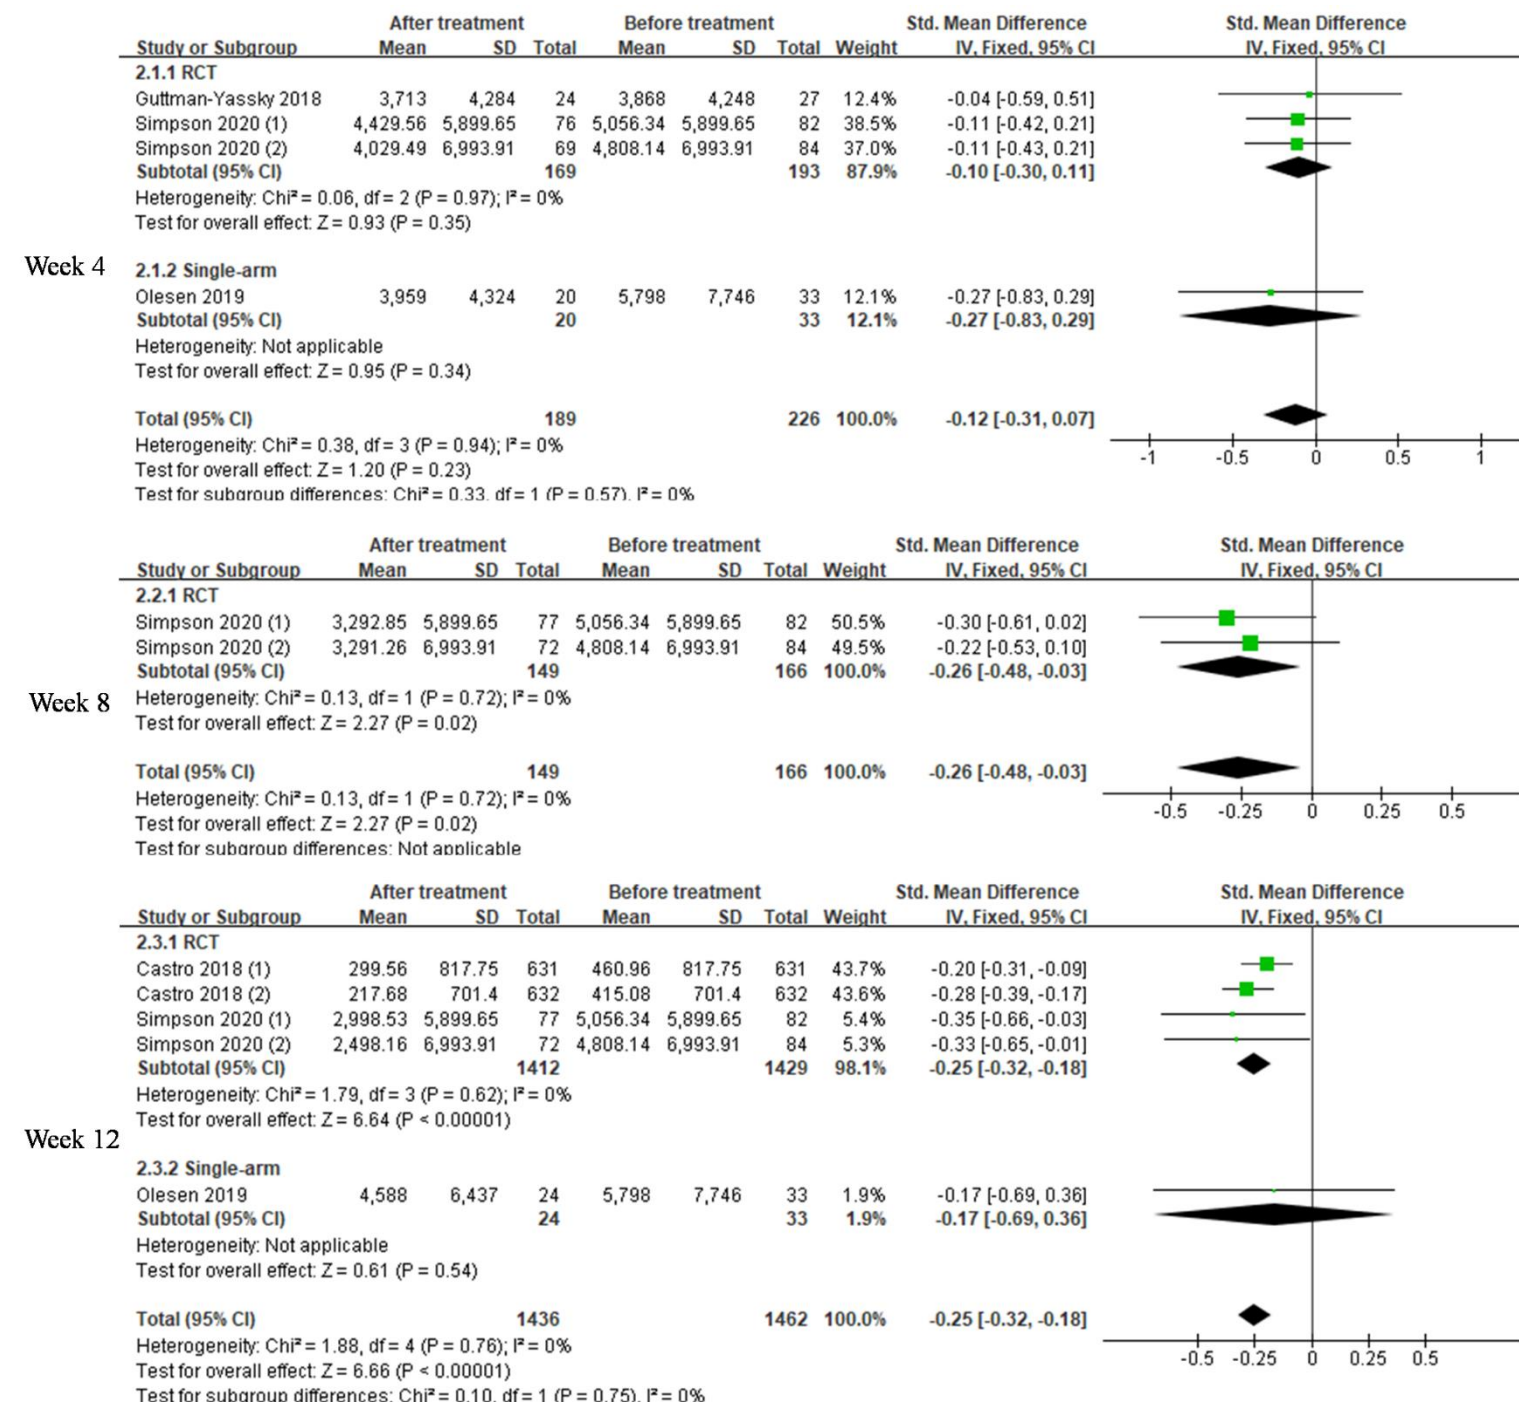 After treatment Before treatment Std. Mean Difference Std. Mean Difference
Study or Subgroup Mean SD Total Mean SD Total Weight IV, Fixed, 95% CI IV, Fixed, 95% CI
2.1.1 RCT
Guttman-Yassky 2018 3,713 4,284 24 3,868 4,248 27 12.4% -0.04 [-0.59, 0.51]
Simpson 2020 (1) 4,429.56 5,899.65 76 5,056.34 5,899.65 82 38.5% -0.11 [-0.42, 0.21]
Simpson 2020 (2) 4,029.49 6,993.91 69 4,808.14 6,993.91 84 37.0% -0.11 [-0.43, 0.21]
Subtotal (95% CI) 169 193 87.9% -0.10 [-0.30, 0.11]
Heterogeneity: Chi² = 0.06, df = 2 (P = 0.97); I² = 0%
Test for overall effect: Z = 0.93 (P = 0.35)
Week 4
2.1.2 Single-arm
Olesen 2019 3,959 4,324 20 5,798 7,746 33 12.1% -0.27 [-0.83, 0.29]
Subtotal (95% CI) 20 33 12.1% -0.27 [-0.83, 0.29]
Heterogeneity: Not applicable
Test for overall effect: Z = 0.95 (P = 0.34)
Total (95% CI) 189 226 100.0% -0.12 [-0.31, 0.07]
Heterogeneity: Chi² = 0.38, df = 3 (P = 0.94); I² = 0%
-1 -0.5 0 0.5 1
Test for overall effect: Z = 1.20 (P = 0.23)
Test for subgroup differences: Chi² = 0.33, df = 1 (P = 0.57), I² = 0%
After treatment Before treatment Std. Mean Difference Std. Mean Difference
Study or Subgroup Mean SD Total Mean SD Total Weight IV, Fixed, 95% CI IV, Fixed, 95% CI
2.2.1 RCT
Simpson 2020 (1) 3,292.85 5,899.65 77 5,056.34 5,899.65 82 50.5% -0.30 [-0.61, 0.02]
Simpson 2020 (2) 3,291.26 6,993.91 72 4,808.14 6,993.91 84 49.5% -0.22 [-0.53, 0.10]
Subtotal (95% CI) 149 166 100.0% -0.26 [-0.48, -0.03]
Heterogeneity: Chi² = 0.13, df = 1 (P = 0.72); I² = 0%
Week 8
Test for overall effect: Z = 2.27 (P = 0.02)
Total (95% CI) 149 166 100.0% -0.26 [-0.48, -0.03]
Heterogeneity: Chi² = 0.13, df = 1 (P = 0.72); I² = 0%
-0.5 -0.25 0 0.25 0.5
Test for overall effect: Z = 2.27 (P = 0.02)
Test for subgroup differences: Not applicable
After treatment Before treatment Std. Mean Difference Std. Mean Difference
Study or Subgroup Mean SD Total Mean SD Total Weight IV, Fixed, 95% CI IV, Fixed, 95% CI
2.3.1 RCT
Castro 2018 (1) 299.56 817.75 631 460.96 817.75 631 43.7% -0.20 [-0.31, -0.09]
Castro 2018 (2) 217.68 701.4 632 415.08 701.4 632 43.6% -0.28 [-0.39, -0.17]
Simpson 2020 (1) 2,998.53 5,899.65 77 5,056.34 5,899.65 82 5.4% -0.35 [-0.66, -0.03]
Simpson 2020 (2) 2,498.16 6,993.91 72 4,808.14 6,993.91 84 5.3% -0.33 [-0.65, -0.01]
Subtotal (95% CI) 1412 1429 98.1% -0.25 [-0.32, -0.18]
Heterogeneity: Chi² = 1.79, df = 3 (P = 0.62); I² = 0%
Test for overall effect: Z = 6.64 (P < 0.00001)
Week 12
2.3.2 Single-arm
Olesen 2019 4,588 6,437 24 5,798 7,746 33 1.9% -0.17 [-0.69, 0.36]
Subtotal (95% CI) 24 33 1.9% -0.17 [-0.69, 0.36]
Heterogeneity: Not applicable
Test for overall effect: Z = 0.61 (P = 0.54)
Total (95% CI) 1436 1462 100.0% -0.25 [-0.32, -0.18]
Heterogeneity: Chi² = 1.88, df = 4 (P = 0.76); I² = 0%
-0.5 -0.25 0 0.25 0.5
Test for overall effect: Z = 6.66 (P < 0.00001)
Test for subgroup differences: Chi² = 0.10, df = 1 (P = 0.75), I² = 0%